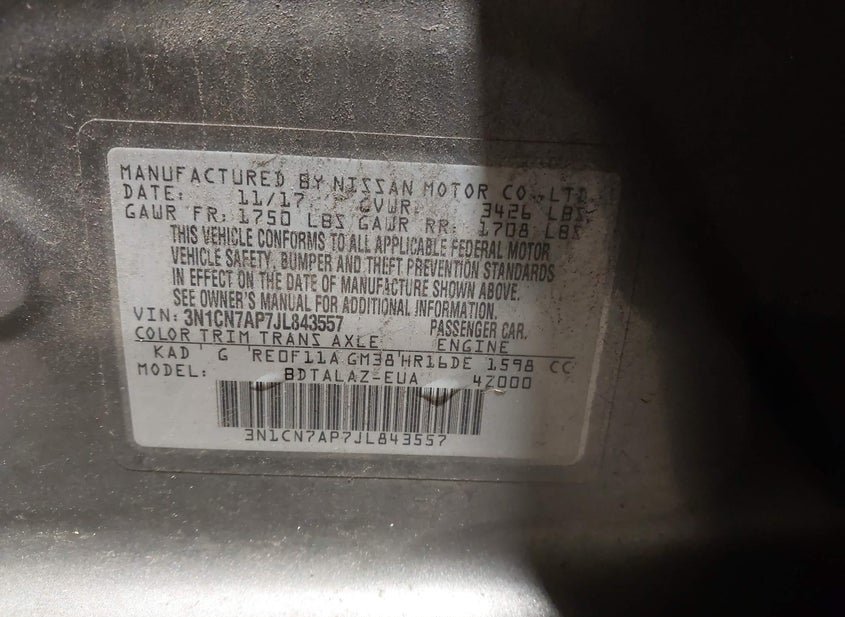 MANUFACTURED BY NISSAN MOTOR CO.,LTD.
DATE: 11/17 GVWR: 3426 LBS
GAWR FR: 1750 LBS GAWR RR: 1708 LBS
THIS VEHICLE CONFORMS TO ALL APPLICABLE FEDERAL MOTOR
VEHICLE SAFETY, BUMPER AND THEFT PREVENTION STANDARDS
IN EFFECT ON THE DATE OF MANUFACTURE SHOWN ABOVE.
SEE OWNER'S MANUAL FOR ADDITIONAL INFORMATION.
VIN: 3N1CN7AP7JL843557 PASSENGER CAR.
COLOR TRIM TRANS AXLE ENGINE
KAD G RE0F11A GM38 HR16DE 1598 CC
MODEL: BDTALAZ-EUA 42000
3N1CN7AP7JL843557